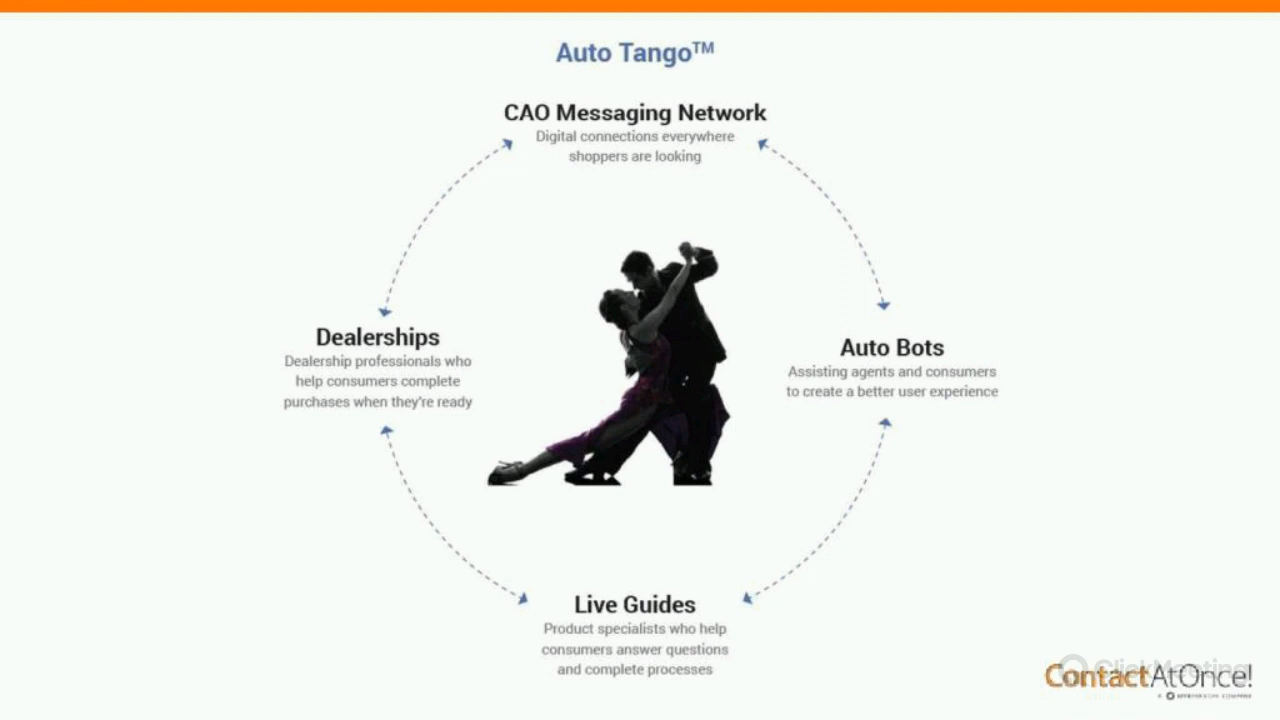 Auto Tango™
CAO Messaging Network
Digital connections everywhere
shoppers are looking
Dealerships
Dealership professionals who
help consumers complete
purchases when they're ready
Auto Bots
Assisting agents and consumers
to create a better user experience
Live Guides
Product specialists who help
consumers answer questions
and complete processes
ClickMeeting
ContactAtOnce!